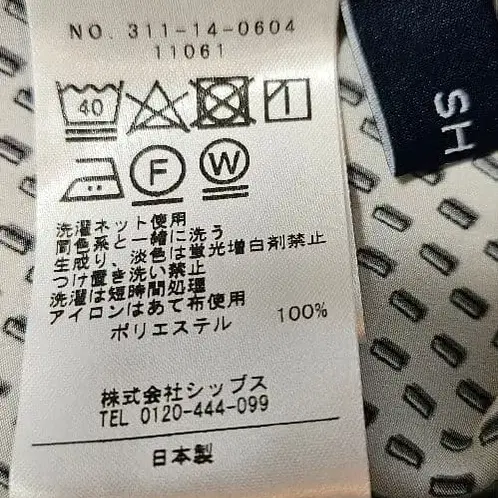 NO. 311-14-0604
11061
40
F
W
洗濯ネット使用
同色系と一緒に洗う
生成り、淡色は蛍光増白剤禁止
つけ置き洗い禁止
洗濯は短時間処理
アイロンはあて布使用
ポリエステル 100%
株式会社シップス
TEL 0120-444-099
日本製
SH